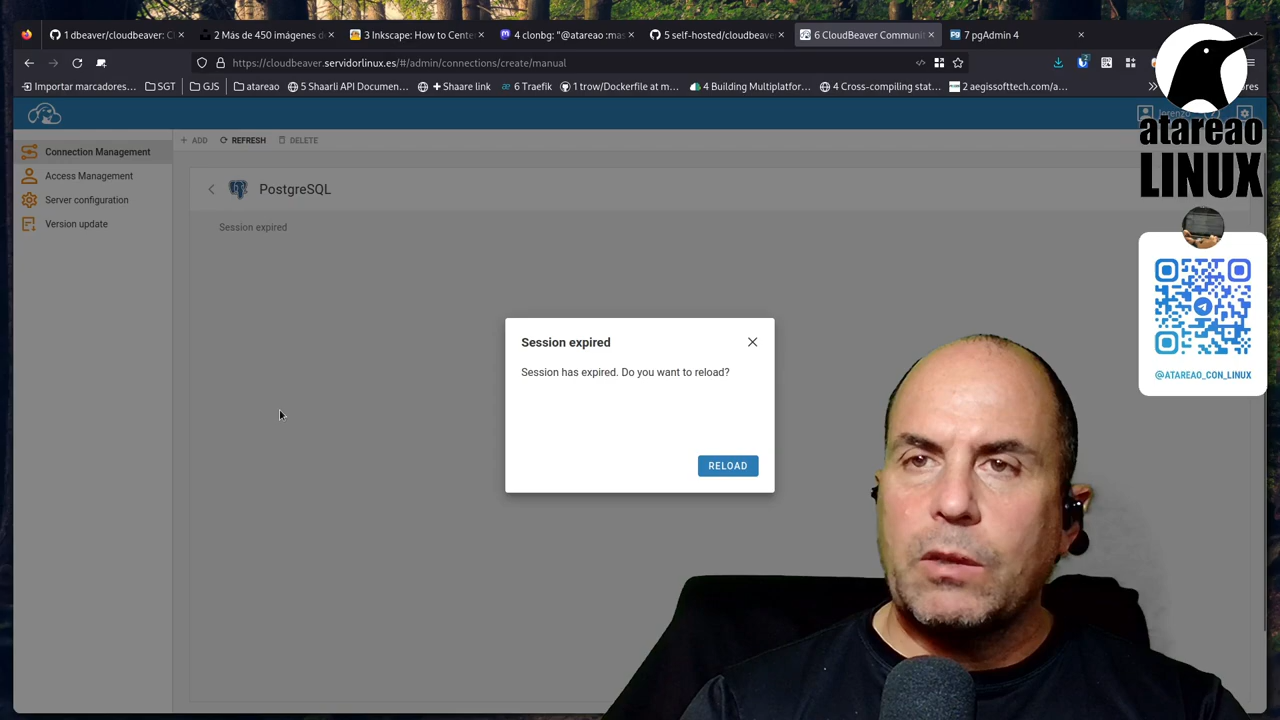 1 dbeaver/cloudbeaver: C
2 Más de 450 imágenes d
3 Inkscape: How to Cente
4 clonbg: "@atareao :mas
5 self-hosted/cloudbeaver
6 CloudBeaver Communit
7 pgAdmin 4
https://cloudbeaver.servidorlinux.es/#/admin/connections/create/manual
Importar marcadores…
SGT
GJS
atareao
5 Shaarli API Documen…
Shaare link
6 Traefik
1 trow/Dockerfile at m…
4 Building Multiplatfor…
4 Cross-compiling stat…
2 aegissofttech.com/a…
ADD
REFRESH
DELETE
Connection Management
Access Management
Server configuration
Version update
PostgreSQL
Session expired
Session expired
Session has expired. Do you want to reload?
RELOAD
atareao
LINUX
@ATAREAO_CON_LINUX